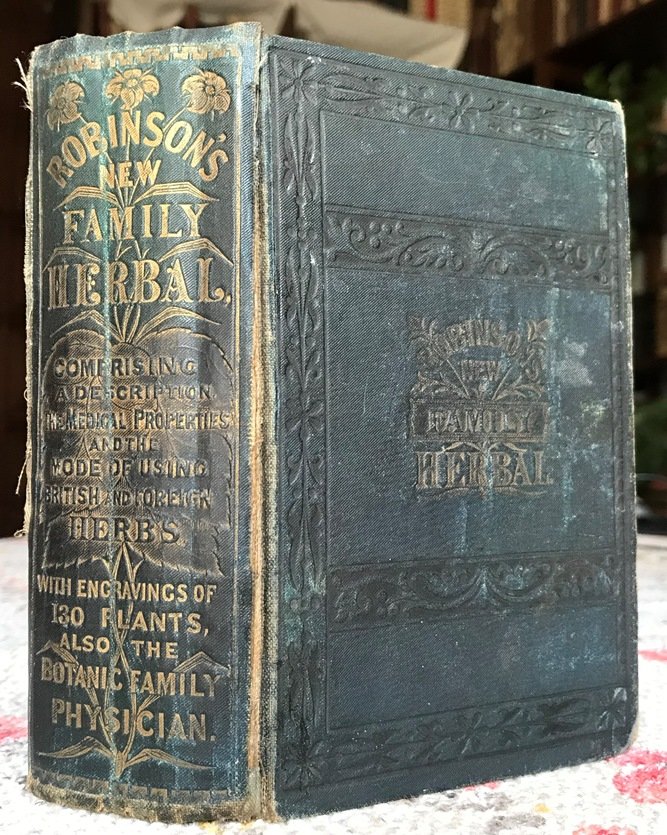 ROBINSON'S
NEW
FAMILY
HERBAL,
COMPRISING
A DESCRIPTION
THE MEDICAL PROPERTIES
AND THE
MODE OF USING
BRITISH AND FOREIGN
HERBS
WITH ENGRAVINGS OF
130 PLANTS,
ALSO THE
BOTANIC FAMILY
PHYSICIAN.
NEW
FAMILY
HERBAL